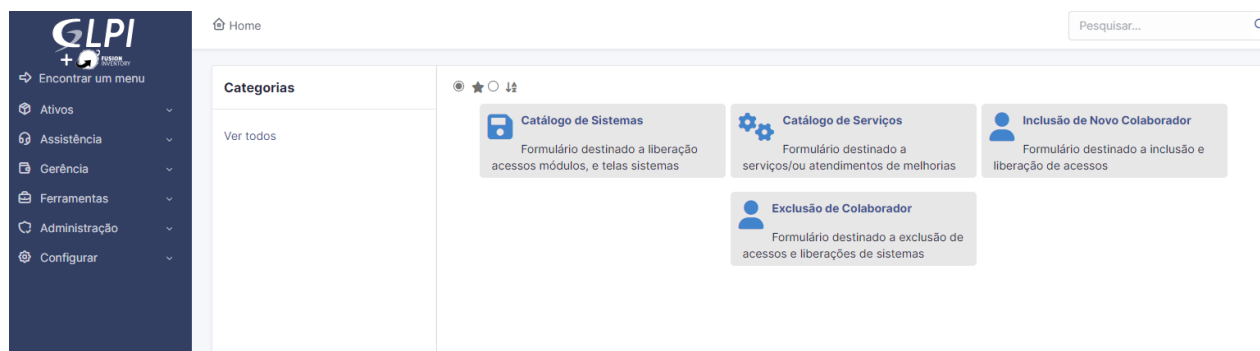 GLPI
+ FUSION INVENTORY
Home
Pesquisar...
Encontrar um menu
Ativos
Assistência
Gerência
Ferramentas
Administração
Configurar
Categorias
Ver todos
Catálogo de Sistemas
Formulário destinado a liberação
acessos módulos, e telas sistemas
Catálogo de Serviços
Formulário destinado a
serviços/ou atendimentos de melhorias
Inclusão de Novo Colaborador
Formulário destinado a inclusão e
liberação de acessos
Exclusão de Colaborador
Formulário destinado a exclusão de
acessos e liberações de sistemas